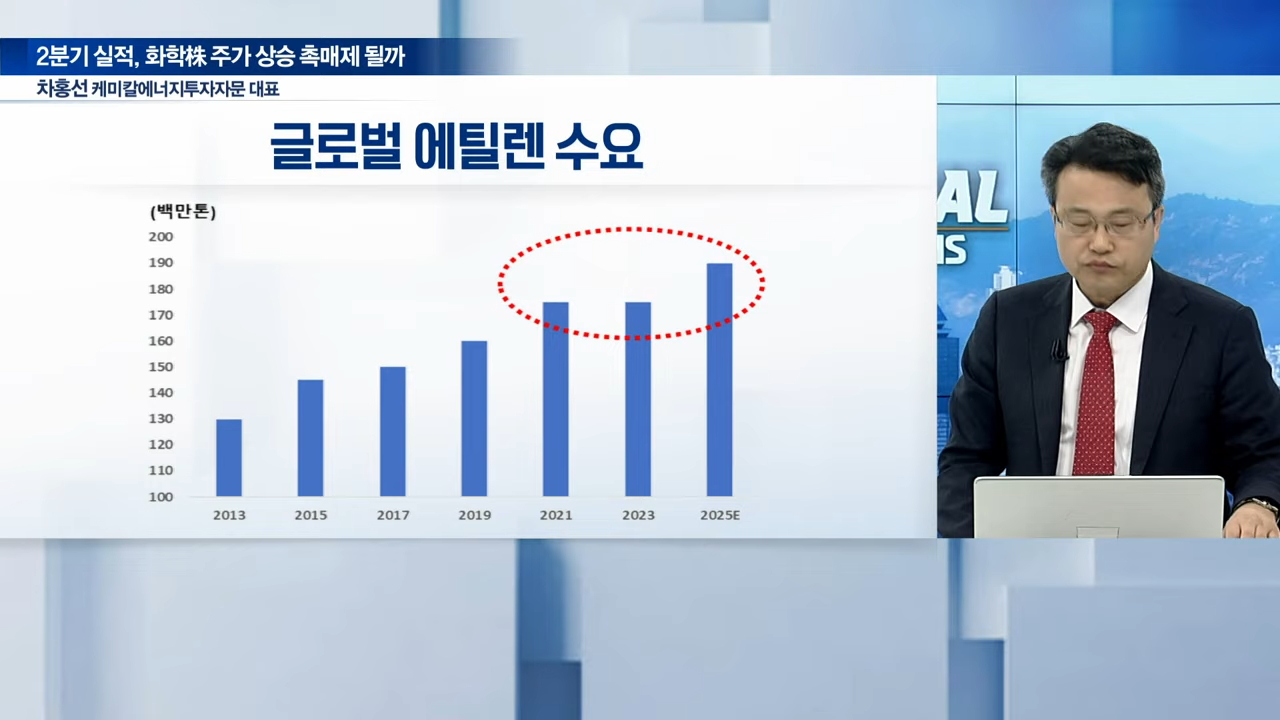 2분기 실적, 화학株 주가 상승 촉매제 될까
차홍선 케미칼에너지투자자문 대표
글로벌 에틸렌 수요
(백만톤)
200
190
180
170
160
150
140
130
120
110
100
2013 2015 2017 2019 2021 2023 2025E
AL
IS